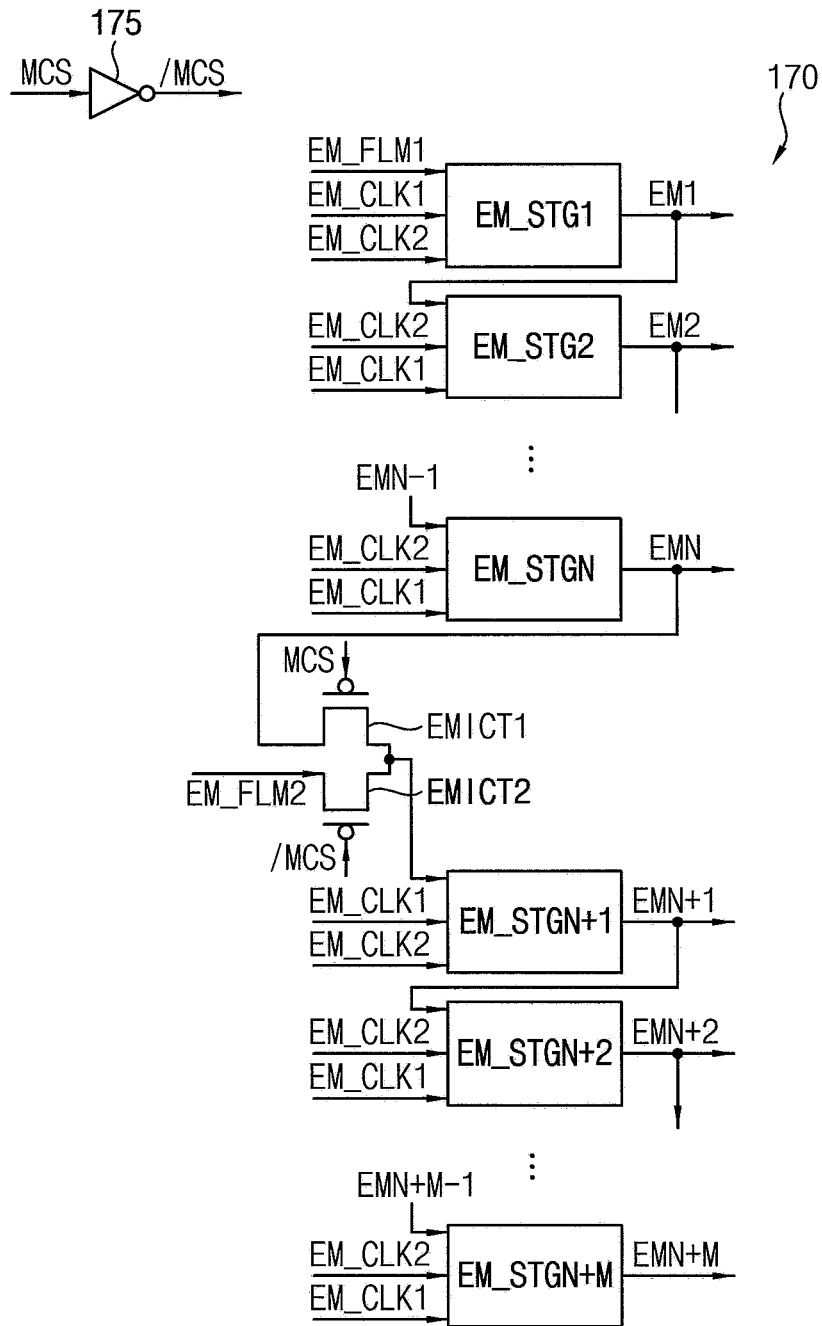 175
MCS
/MCS
170
EM_FLM1
EM_CLK1
EM_CLK2
EM_STG1
EM1
EM_CLK2
EM_CLK1
EM_STG2
EM2
⋮
EMN-1
EM_CLK2
EM_CLK1
EM_STGN
EMN
MCS
EMICT1
EM_FLM2
EMICT2
/MCS
EM_CLK1
EM_CLK2
EM_STGN+1
EMN+1
EM_CLK2
EM_CLK1
EM_STGN+2
EMN+2
⋮
EMN+M-1
EM_CLK2
EM_CLK1
EM_STGN+M
EMN+M